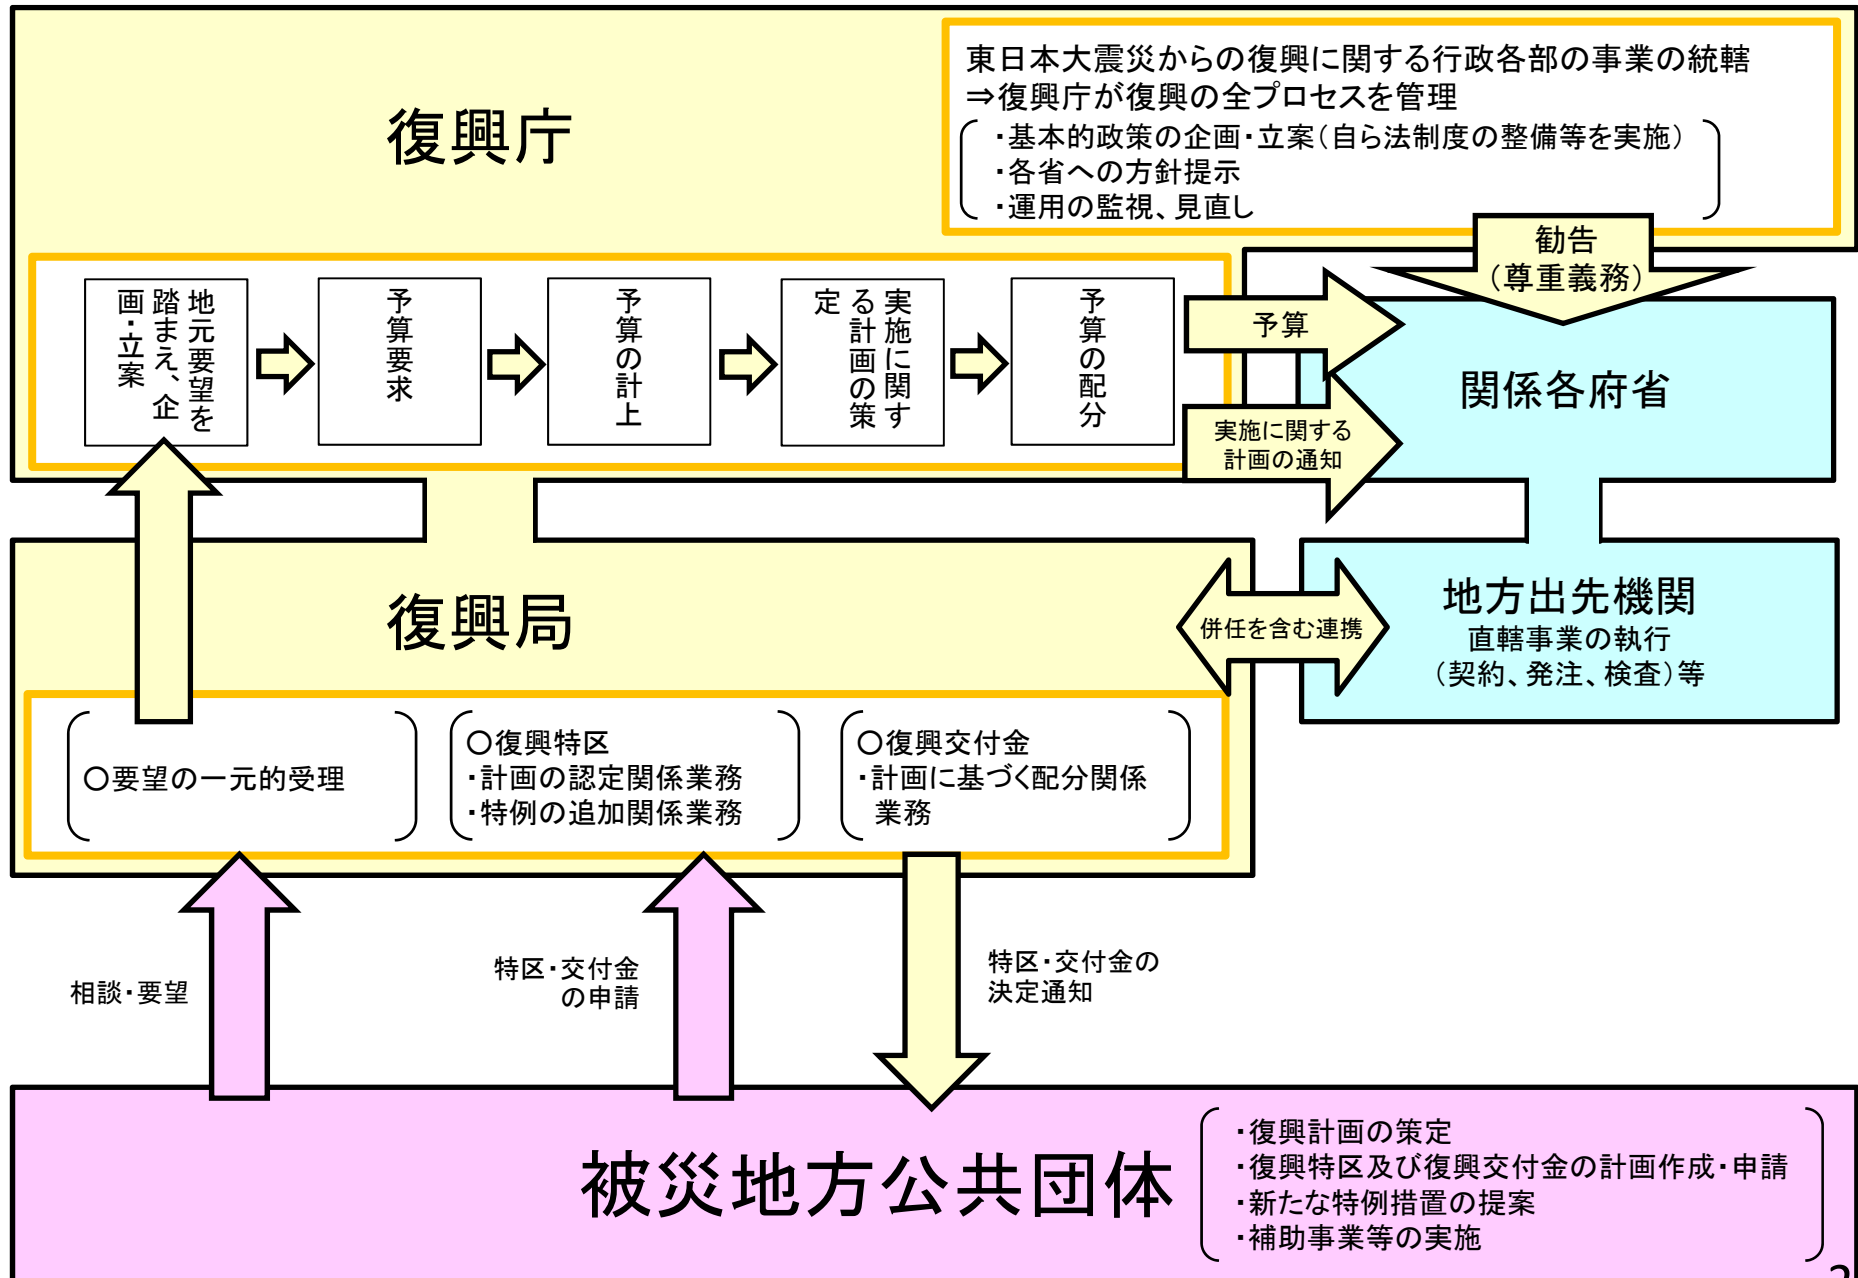 復興庁
東日本大震災からの復興に関する行政各部の事業の統轄
⇒復興庁が復興の全プロセスを管理
・基本的政策の企画・立案（自ら法制度の整備等を実施）
・各省への方針提示
・運用の監視、見直し
勧告
（尊重義務）
地元要望を
踏まえ、企
画・立案
予算要求
予算の計上
実施に関す
る計画の策
定
予算の配分
予算
実施に関する
計画の通知
関係各府省
復興局
併任を含む連携
地方出先機関
直轄事業の執行
（契約、発注、検査）等
○要望の一元的受理
○復興特区
・計画の認定関係業務
・特例の追加関係業務
○復興交付金
・計画に基づく配分関係
業務
相談・要望
特区・交付金
の申請
特区・交付金の
決定通知
被災地方公共団体
・復興計画の策定
・復興特区及び復興交付金の計画作成・申請
・新たな特例措置の提案
・補助事業等の実施